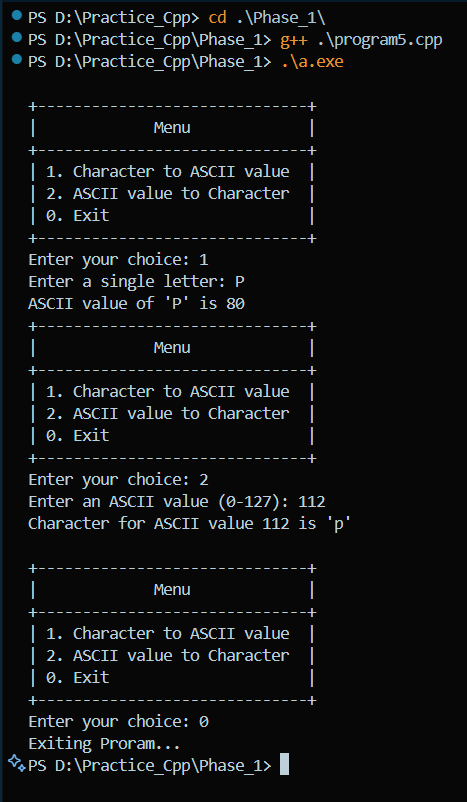 PS D:\Practice_Cpp> cd .\Phase_1\
PS D:\Practice_Cpp\Phase_1> g++ .\program5.cpp
PS D:\Practice_Cpp\Phase_1> .\a.exe

+------------------------------+
|             Menu             |
+------------------------------+
| 1. Character to ASCII value  |
| 2. ASCII value to Character  |
| 0. Exit                      |
+------------------------------+
Enter your choice: 1
Enter a single letter: P
ASCII value of 'P' is 80
+------------------------------+
|             Menu             |
+------------------------------+
| 1. Character to ASCII value  |
| 2. ASCII value to Character  |
| 0. Exit                      |
+------------------------------+
Enter your choice: 2
Enter an ASCII value (0-127): 112
Character for ASCII value 112 is 'p'

+------------------------------+
|             Menu             |
+------------------------------+
| 1. Character to ASCII value  |
| 2. ASCII value to Character  |
| 0. Exit                      |
+------------------------------+
Enter your choice: 0
Exiting Proram...
PS D:\Practice_Cpp\Phase_1>